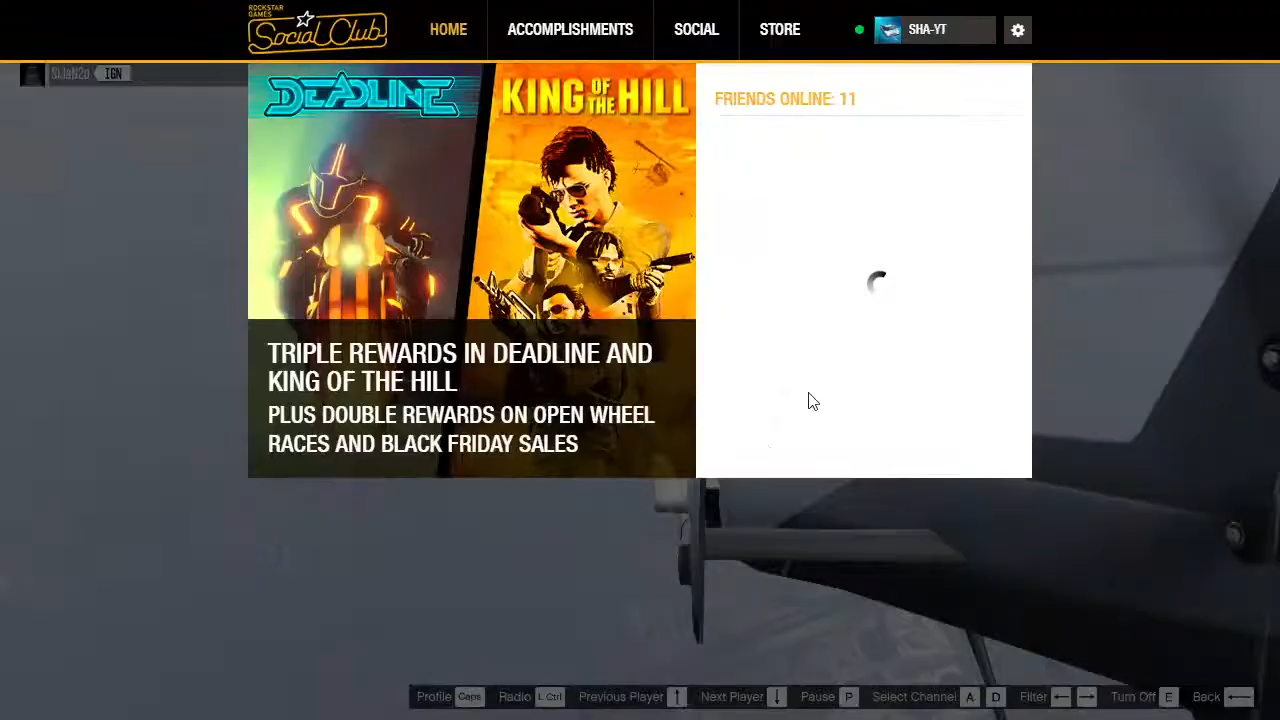 ROCKSTAR
GAMES
Social Club
HOME
ACCOMPLISHMENTS
SOCIAL
STORE
SHA-YT
IGN
DEADLINE
KING OF THE HILL
FRIENDS ONLINE: 11
TRIPLE REWARDS IN DEADLINE AND
KING OF THE HILL
PLUS DOUBLE REWARDS ON OPEN WHEEL
RACES AND BLACK FRIDAY SALES
Profile Caps Radio L Ctrl Previous Player ↑ Next Player ↓ Pause P Select Channel A D Filter ← → Turn Off E Back ←